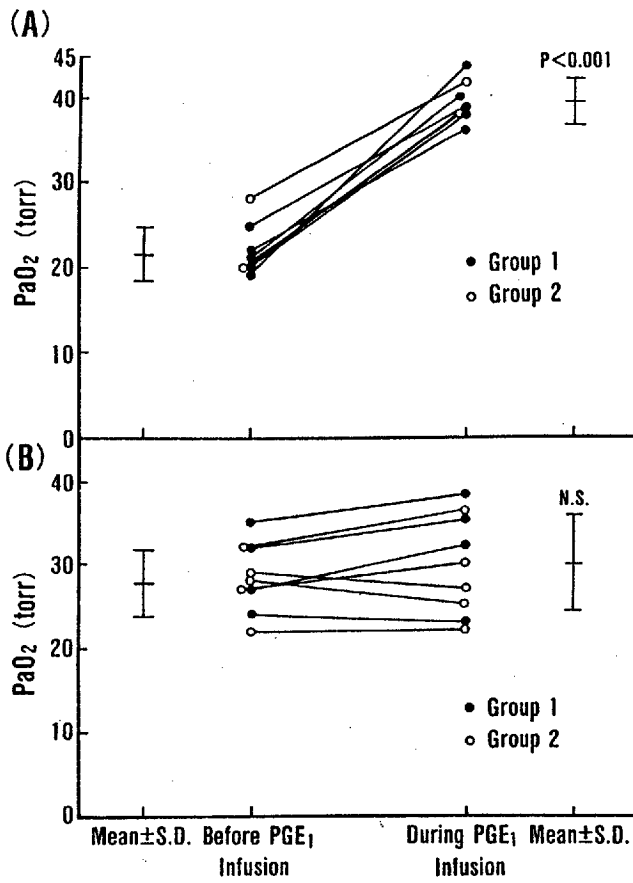 (A)
45
40
30
20
10
0
PaO₂ (torr)
P<0.001
● Group 1
○ Group 2
(B)
40
30
20
10
0
PaO₂ (torr)
N.S.
● Group 1
○ Group 2
Mean±S.D. Before PGE₁ During PGE₁ Mean±S.D.
Infusion Infusion